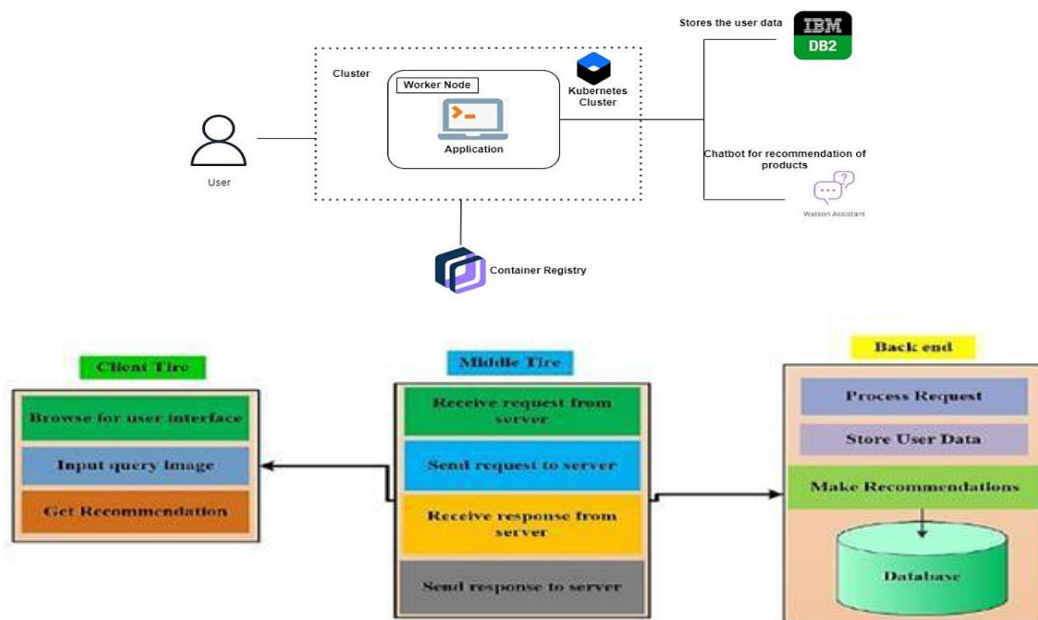 Stores the user data
IBM
DB2
Cluster
Worker Node
Kubernetes
Cluster
Application
User
Chatbot for recommendation of
products
Watson Assistant
Container Registry
Client Tire
Middle Tire
Back end
Browse for user interface
Input query image
Get Recommendation
Receive request from
server
Send request to server
Receive response from
server
Send response to server
Process Request
Store User Data
Make Recommendations
Database